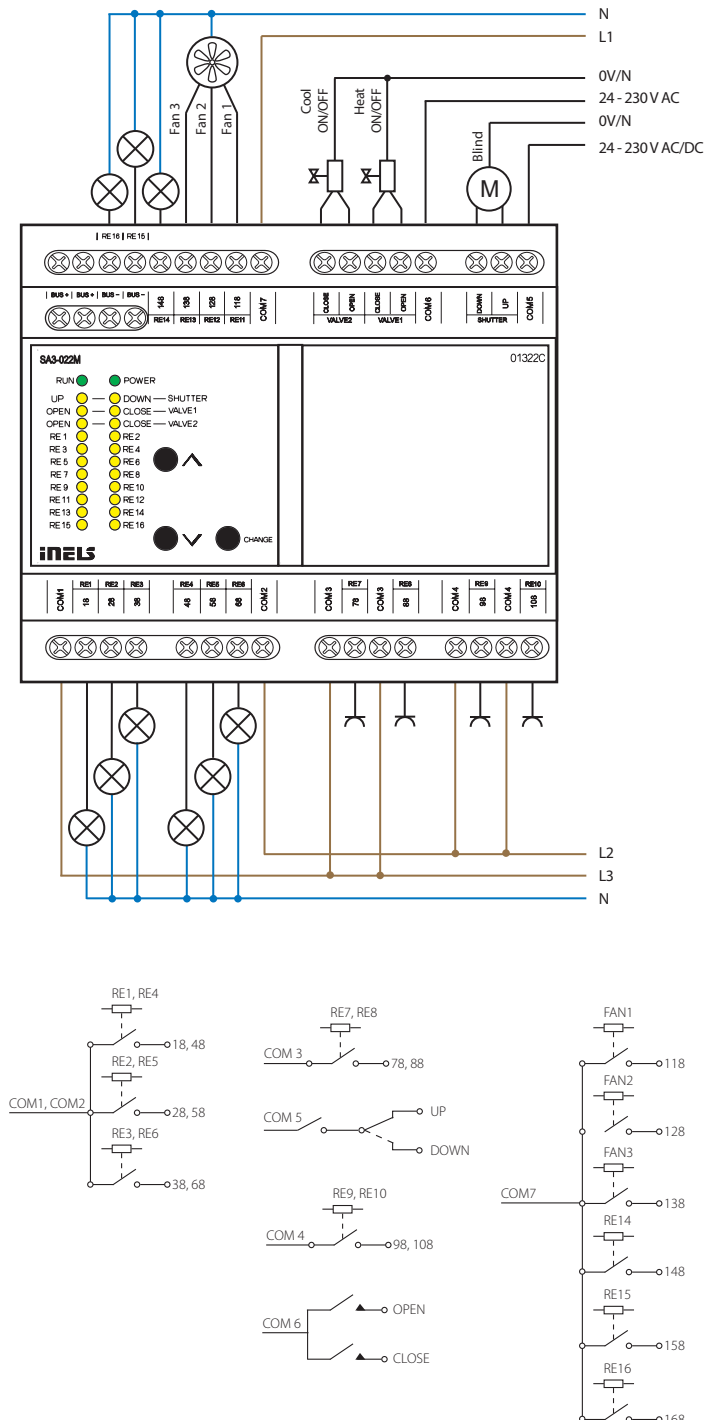 N
L1
0V/N
24 - 230 V AC
0V/N
24 - 230 V AC/DC
Fan 3
Fan 2
Fan 1
Cool
ON/OFF
Heat
ON/OFF
Blind
M
RE16 RE15
BUS + BUS + BUS − BUS −
148 138 128 118 COM7
RE14 RE13 RE12 RE11
CLOSE OPEN CLOSE OPEN COM6
VALVE2 VALVE1
DOWN UP COM5
SHUTTER
SA3-022M
01322C
RUN POWER
UP DOWN SHUTTER
OPEN CLOSE VALVE1
OPEN CLOSE VALVE2
RE 1 RE 2
RE 3 RE 4
RE 5 RE 6
RE 7 RE 8
RE 9 RE 10
RE 11 RE 12
RE 13 RE 14
RE 15 RE 16
CHANGE
iNELS
COM1 RE1 RE2 RE3 RE4 RE5 RE6 COM2 COM3 RE7 COM3 RE8 COM4 RE9 COM4 RE10
18 28 38 48 58 68 78 88 98 108
L2
L3
N
RE1, RE4
18, 48
RE2, RE5
COM1, COM2
28, 58
RE3, RE6
38, 68
RE7, RE8
COM 3
78, 88
COM 5
UP
DOWN
RE9, RE10
COM 4
98, 108
COM 6
OPEN
CLOSE
FAN1
118
FAN2
128
FAN3
COM7
138
RE14
148
RE15
158
RE16
168